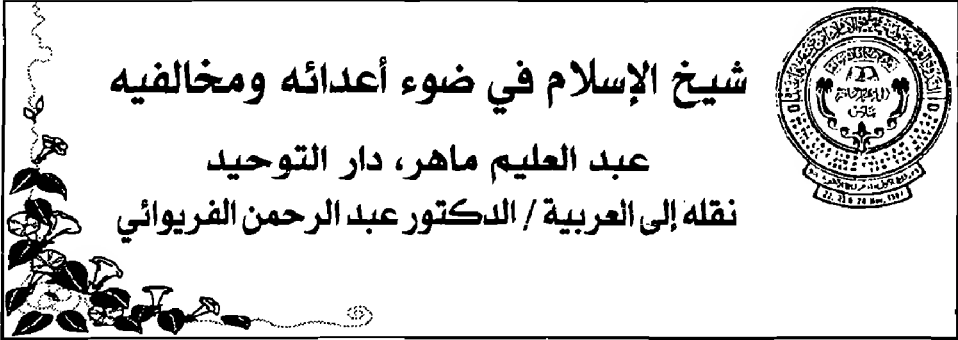 شيخ الإسلام في ضوء أعدائه ومخالفيه
عبد العليم ماهر، دار التوحيد
نقله إلى العربية / الدكتور عبد الرحمن الفريوائي